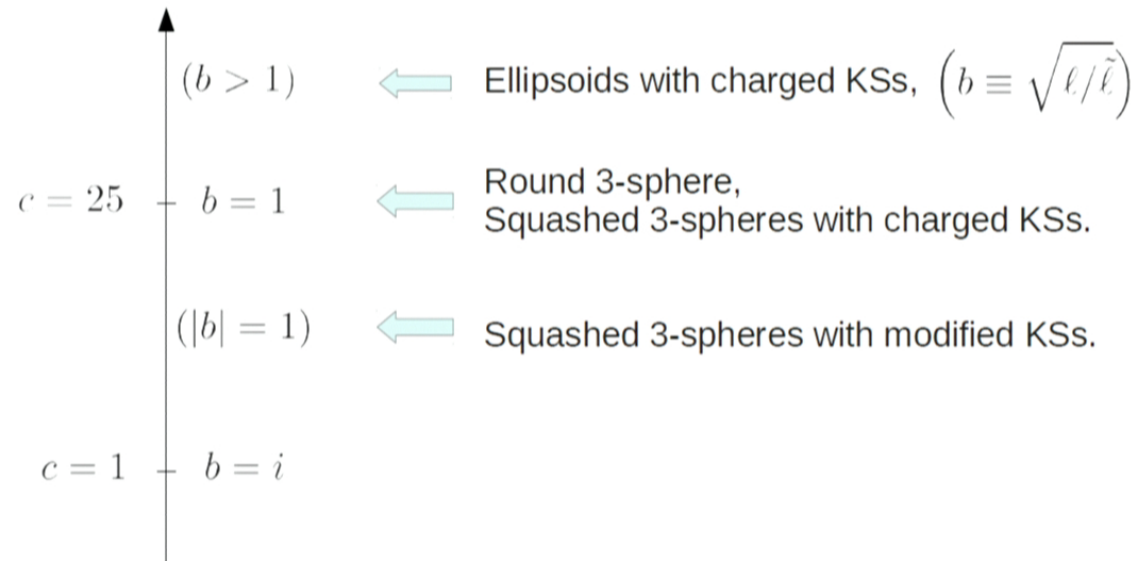 (b > 1) Ellipsoids with charged KSs, (b ≡ √ℓ/ℓ̃)
Round 3-sphere,
c = 25 b = 1
Squashed 3-spheres with charged KSs.
(|b| = 1) Squashed 3-spheres with modified KSs.
c = 1 b = i